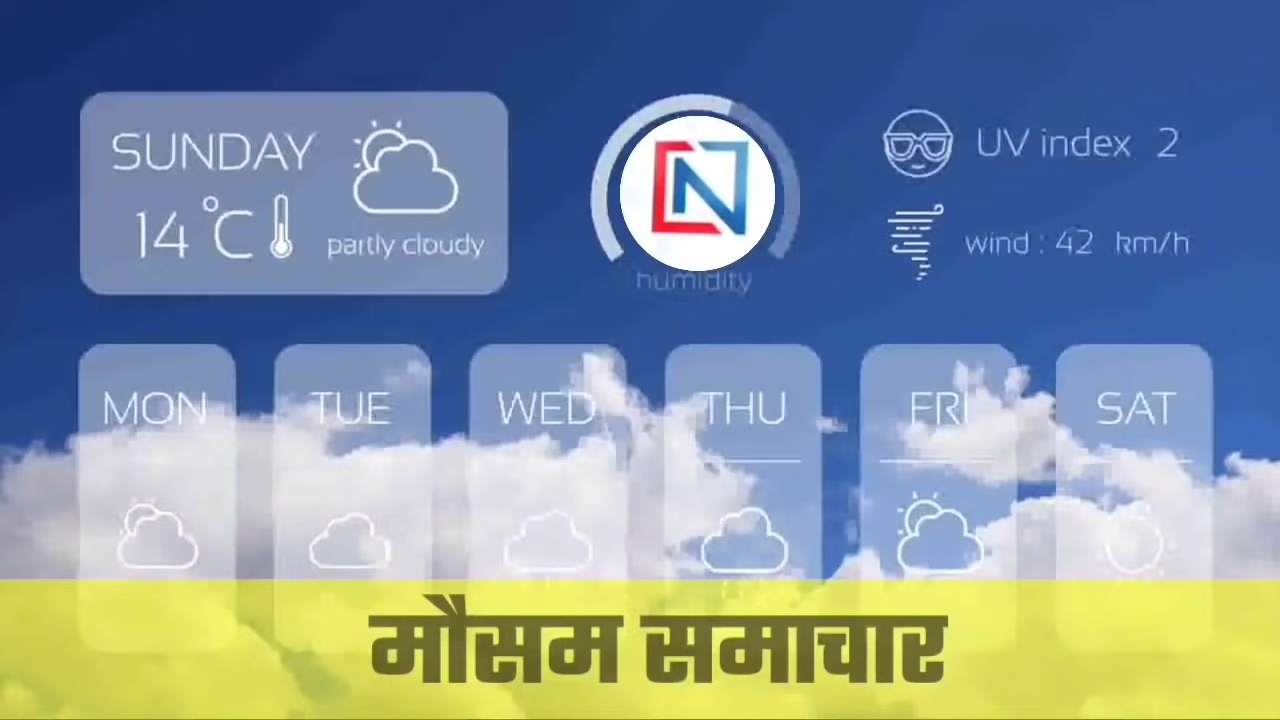 SUNDAY
14 °C
partly cloudy
N
humidity
UV index 2
wind : 42 km/h
MON
TUE
WED
THU
FRI
SAT
मौसम समाचार